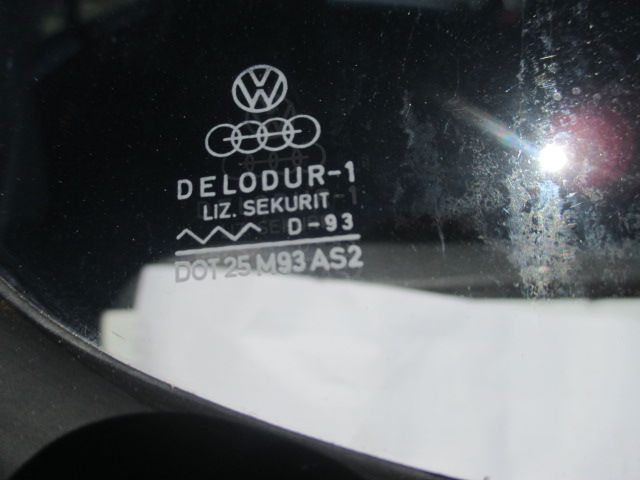 DELODUR-1
LIZ. SEKURIT
D-93
DOT 25 M93 AS2